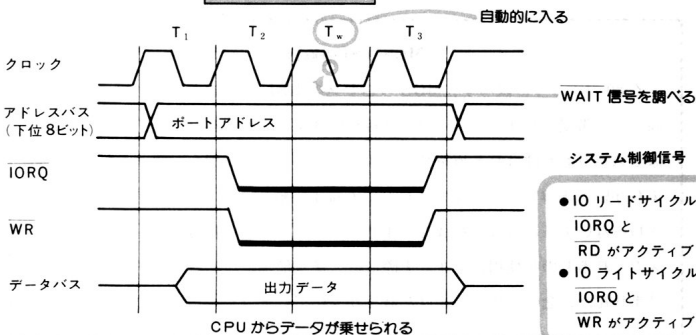 自動的に入る
T₁ T₂ Tw T₃
クロック
WAIT 信号を調べる
アドレスバス
(下位8ビット)
ポートアドレス
システム制御信号
IORQ
●IO リードサイクル
IORQ と
RD がアクティブ
WR
●IO ライトサイクル
IORQ と
WR がアクティブ
データバス
出力データ
CPUからデータが乗せられる